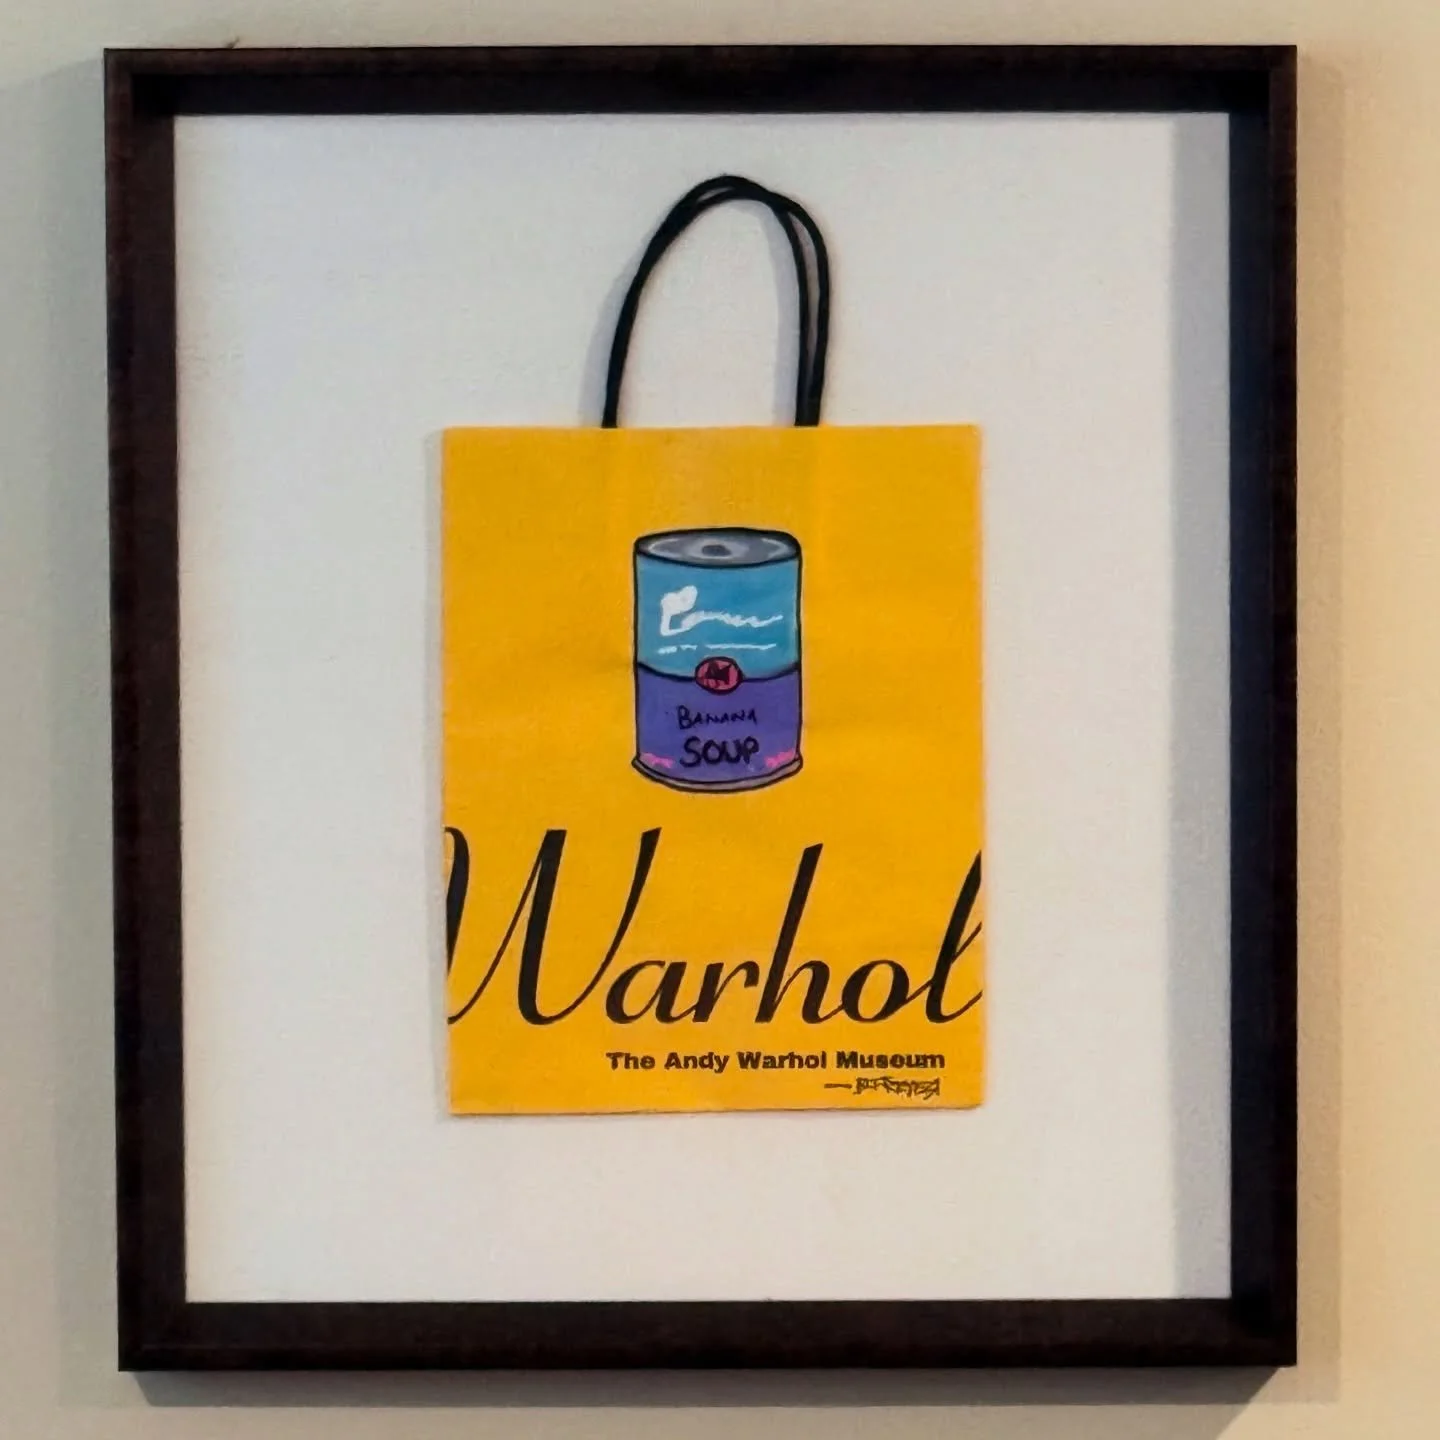 BANANA
SOUP
Warhol
The Andy Warhol Museum